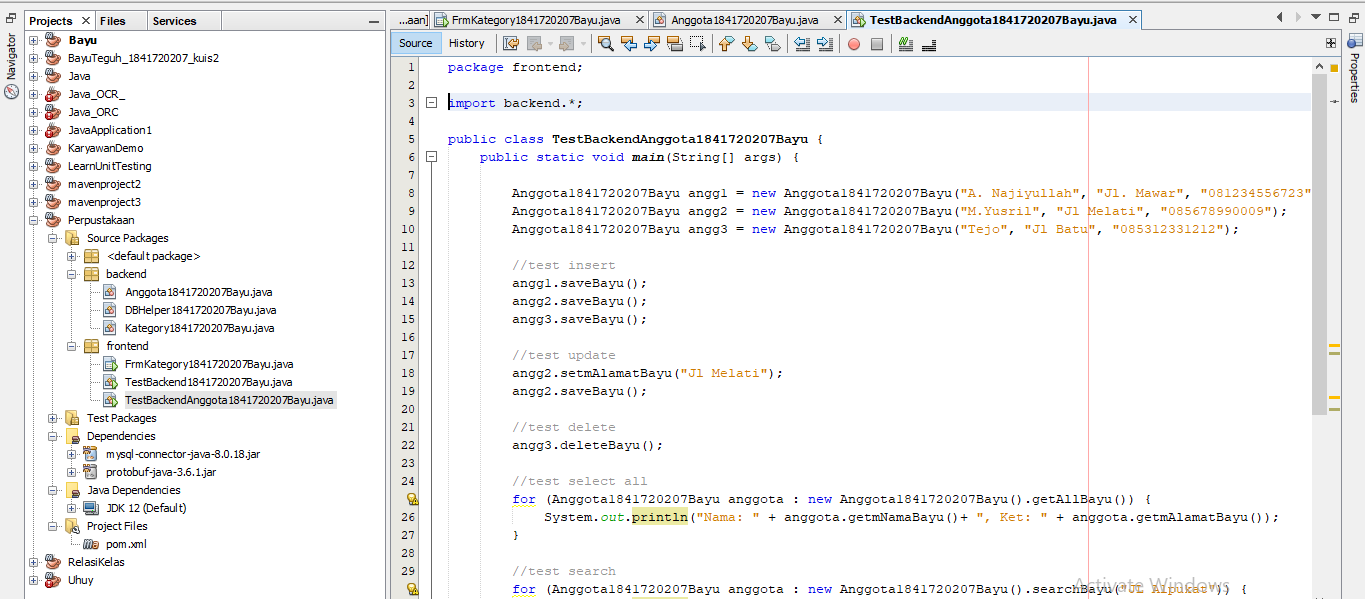 Navigator
Projects
Files
Services
Bayu
BayuTeguh_1841720207_kuis2
Java
Java_OCR_
Java_ORC
JavaApplication1
KaryawanDemo
LearnUnitTesting
mavenproject2
mavenproject3
Perpustakaan
Source Packages
<default package>
backend
Anggota1841720207Bayu.java
DBHelper1841720207Bayu.java
Kategory1841720207Bayu.java
frontend
FrmKategory1841720207Bayu.java
TestBackend1841720207Bayu.java
TestBackendAnggota1841720207Bayu.java
Test Packages
Dependencies
mysql-connector-java-8.0.18.jar
protobuf-java-3.6.1.jar
Java Dependencies
JDK 12 (Default)
Project Files
pom.xml
RelasiKelas
Uhuy
...aan]
FrmKategory1841720207Bayu.java
Anggota1841720207Bayu.java
TestBackendAnggota1841720207Bayu.java
Source
History
1 package frontend;
2
3 import backend.*;
4
5 public class TestBackendAnggota1841720207Bayu {
6 public static void main(String[] args) {
7
8 Anggota1841720207Bayu angg1 = new Anggota1841720207Bayu("A. Najiyullah", "Jl. Mawar", "081234556723"
9 Anggota1841720207Bayu angg2 = new Anggota1841720207Bayu("M.Yusril", "Jl Melati", "085678990009");
10 Anggota1841720207Bayu angg3 = new Anggota1841720207Bayu("Tejo", "Jl Batu", "085312331212");
11
12 //test insert
13 angg1.saveBayu();
14 angg2.saveBayu();
15 angg3.saveBayu();
16
17 //test update
18 angg2.setmAlamatBayu("Jl Melati");
19 angg2.saveBayu();
20
21 //test delete
22 angg3.deleteBayu();
23
24 //test select all
for (Anggota1841720207Bayu anggota : new Anggota1841720207Bayu().getAllBayu()) {
26 System.out.println("Nama: " + anggota.getmNamaBayu()+ ", Ket: " + anggota.getmAlamatBayu());
27 }
28
29 //test search
for (Anggota1841720207Bayu anggota : new Anggota1841720207Bayu().searchBayu("JL Alpukat")) {
Activate Windows
Properties